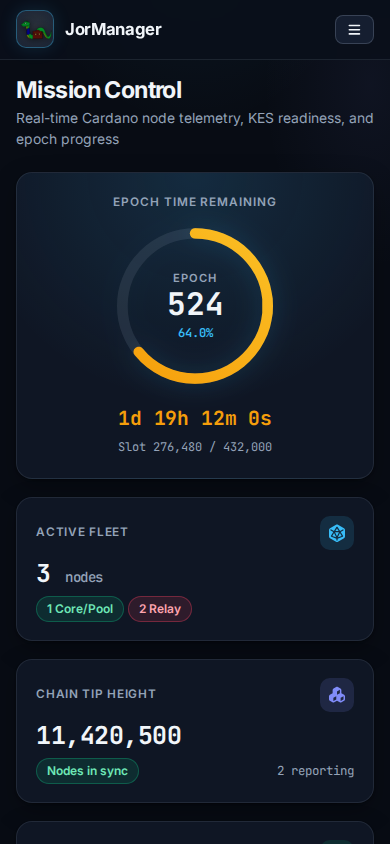 JorManager
Mission Control
Real-time Cardano node telemetry, KES readiness, and
epoch progress
EPOCH TIME REMAINING
EPOCH
524
64.0%
1d 19h 12m 0s
Slot 276,480 / 432,000
ACTIVE FLEET
3 nodes
1 Core/Pool 2 Relay
CHAIN TIP HEIGHT
11,420,500
Nodes in sync 2 reporting